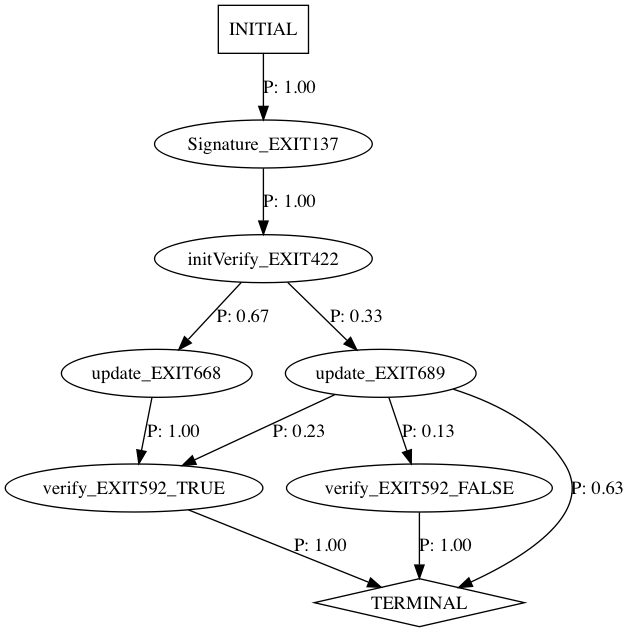 INITIAL
P: 1.00
Signature_EXIT137
P: 1.00
initVerify_EXIT422
P: 0.67
P: 0.33
update_EXIT668
update_EXIT689
P: 1.00
P: 0.23
P: 0.13
P: 0.63
verify_EXIT592_TRUE
verify_EXIT592_FALSE
P: 1.00
P: 1.00
TERMINAL